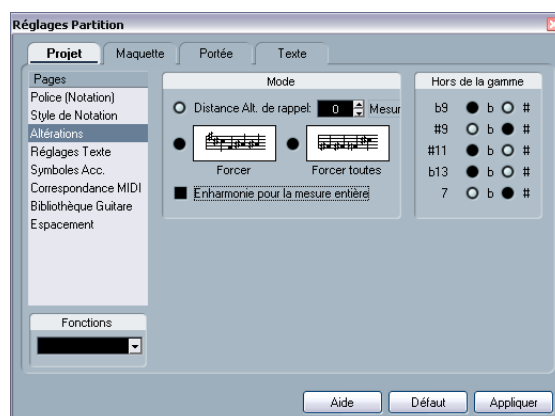 Réglages Partition
Projet Maquette Portée Texte
Pages
Police (Notation)
Style de Notation
Altérations
Réglages Texte
Symboles Acc.
Correspondance MIDI
Bibliothèque Guitare
Espacement
Fonctions
Mode
Distance Alt. de rappel: 0 Mesur
Forcer Forcer toutes
Enharmonie pour la mesure entière
Hors de la gamme
b9 b #
#9 b #
#11 b #
b13 b #
7 b #
Aide Défaut Appliquer